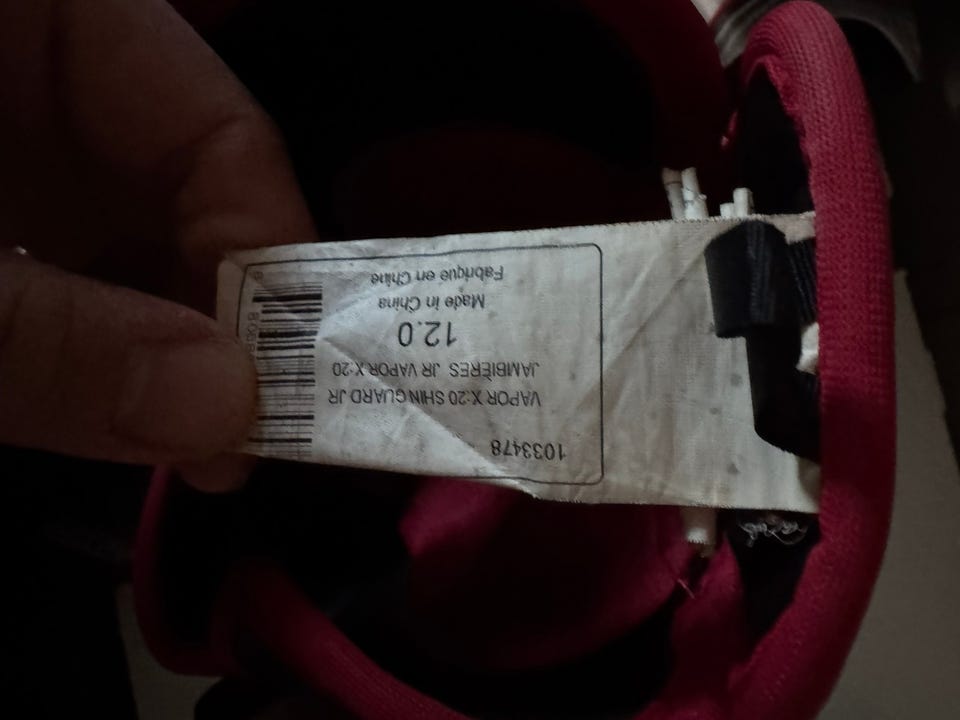 1033478
VAPOR X:20 SHIN GUARD JR
JAMBIÈRES JR VAPOR X:20
12.0
Made in China
Fabriqué en Chine